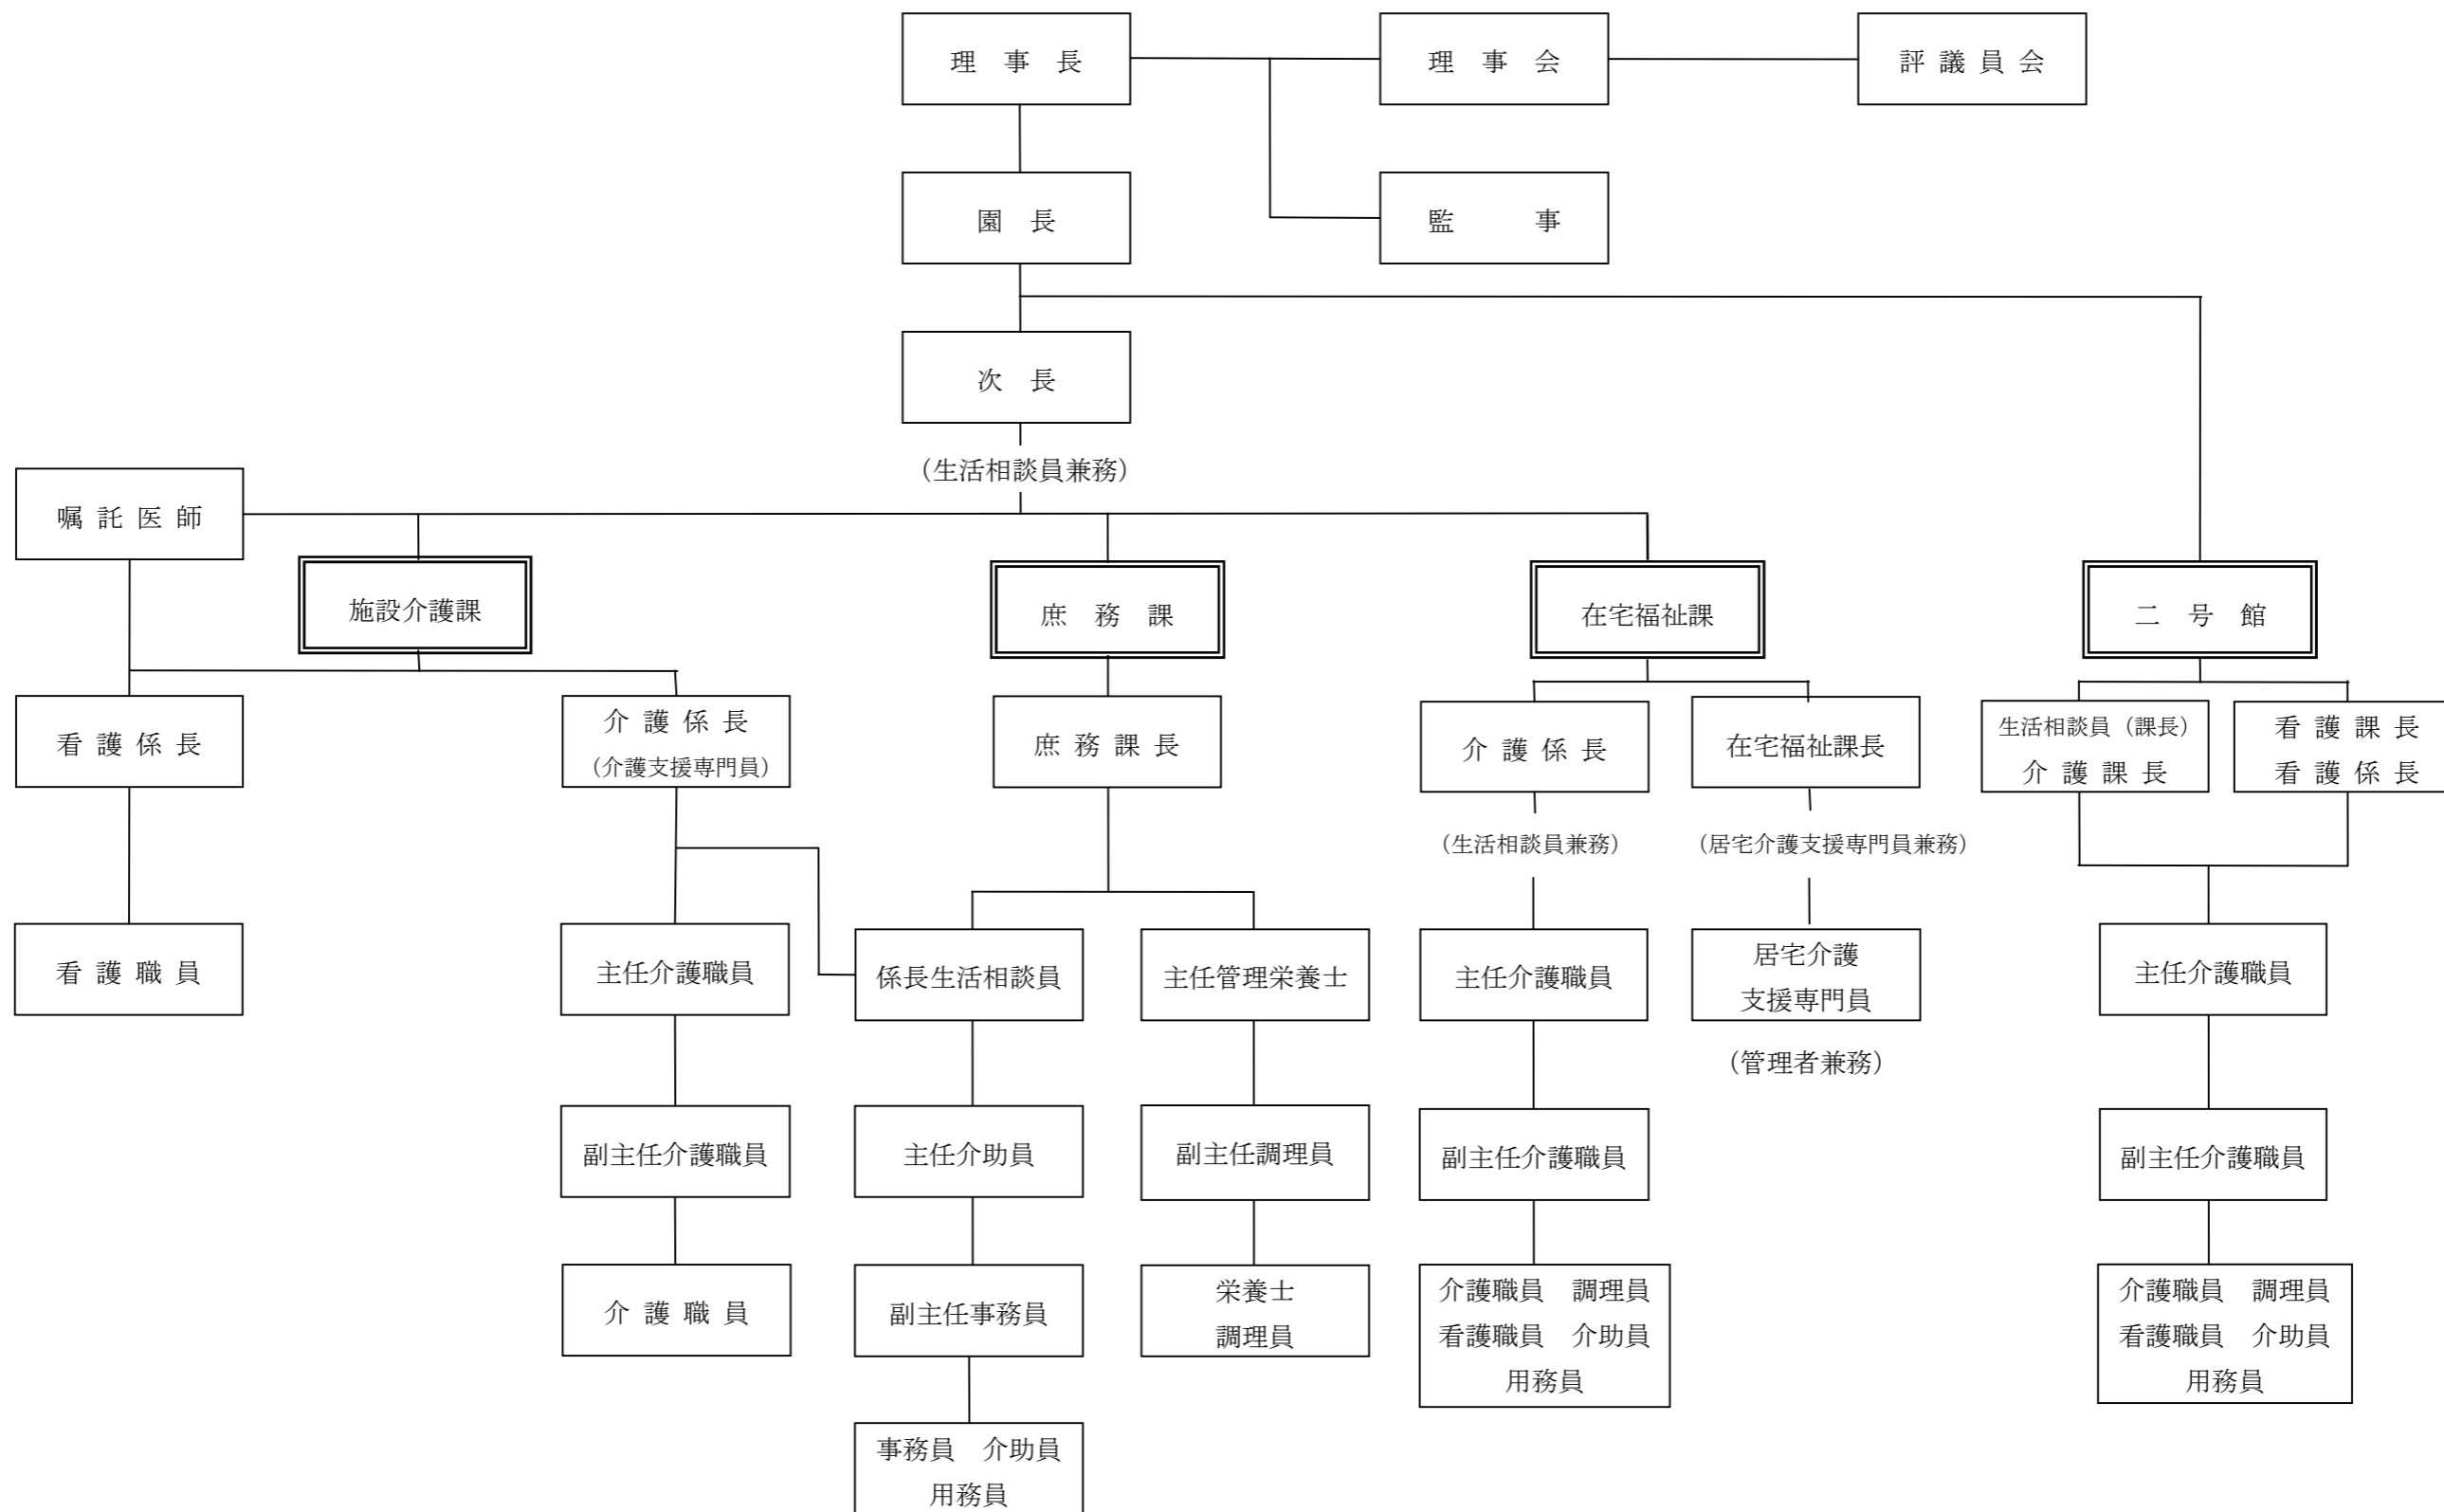 理事長
理事会
評議員会
園長
監事
次長
（生活相談員兼務）
嘱託医師
施設介護課
庶務課
在宅福祉課
二号館
看護係長
介護係長
（介護支援専門員）
庶務課長
介護係長
（生活相談員兼務）
在宅福祉課長
（居宅介護支援専門員兼務）
生活相談員（課長）
介護課長
看護課長
看護係長
看護職員
主任介護職員
係長生活相談員
主任管理栄養士
主任介護職員
居宅介護
支援専門員
（管理者兼務）
主任介護職員
副主任介護職員
主任介助員
副主任調理員
副主任介護職員
副主任介護職員
介護職員
副主任事務員
栄養士
調理員
介護職員　調理員
看護職員　介助員
用務員
介護職員　調理員
看護職員　介助員
用務員
事務員　介助員
用務員